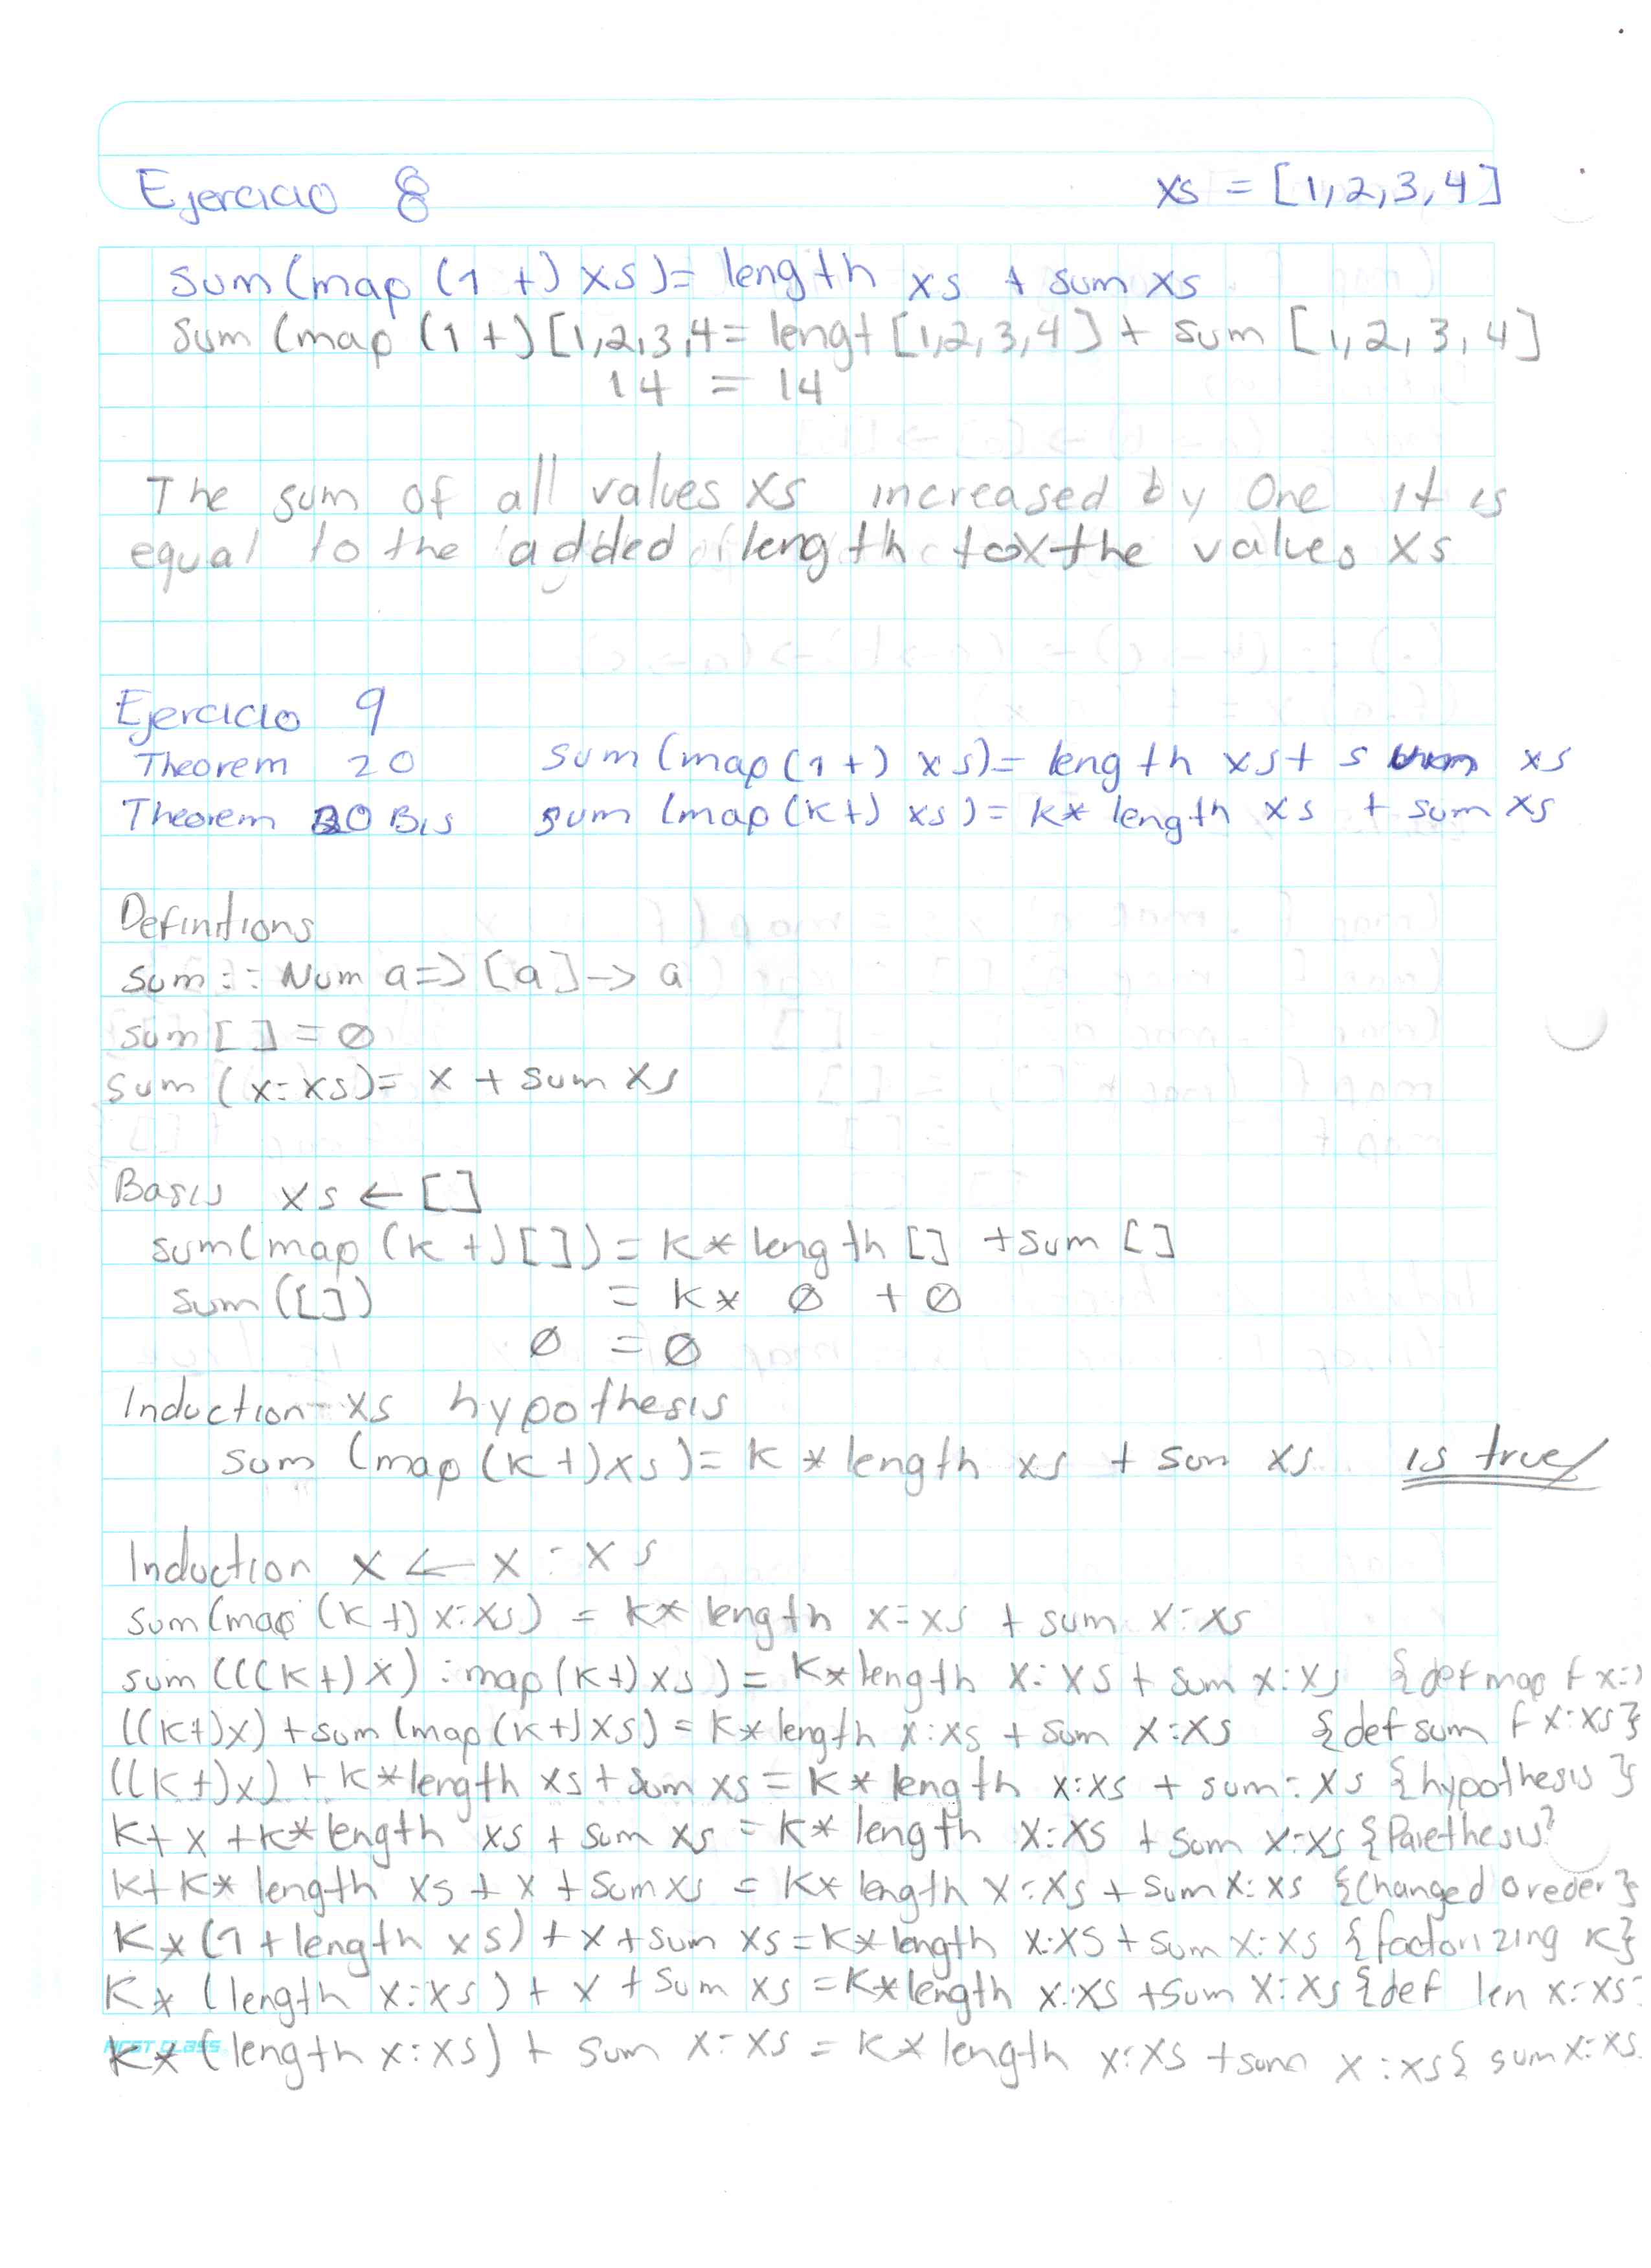 Ejercicio 8 xs = [1,2,3,4]
sum(map (1 +) xs)= length xs + sum xs
Sum (map (1 +) [1,2,3,4= lengt [1,2,3,4] + sum [1,2,3,4]
14 = 14
The sum of all values xs increased by one it is
equal to the added length to the values xs
Ejercicio 9
Theorem 20 sum (map (1+) xs)= length xs + sum xs
Theorem 20 Bis sum (map (k+) xs)= k* length xs + sum xs
Definitions
sum:: Num a=> [a]-> a
sum [] = 0
sum (x:xs)= x + sum xs
Basis xs ← []
sum(map (k +) [])= k* length [] + sum []
sum ([]) = k* 0 + 0
0 = 0
Induction xs hypothesis
sum (map (k +) xs)= k * length xs + som xs is true
Induction x ← x : xs
sum(map (k +) x:xs) = k* length x:xs + sum x:xs
sum (((k+)x) : map(k+) xs)= k*length x:xs + sum x:xs {def map f x:
((k+)x) + sum (map (k+) xs)= k*length x:xs + sum x:xs {def sum f x:xs}
((k+)x) + k*length xs + sum xs = k* length x:xs + sum: xs {hypothesis}
k+ x + k* length xs + sum xs = k* length x:xs + sum x:xs {Parethesis}
k+k* length xs + x + sum xs = k* length x:xs + sum x:xs {Changed oreder}
k*(1 + length xs) + x + sum xs = k* length x:xs + sum x:xs {factorizing k}
k* (length x:xs) + x + sum xs = k*length x:xs + sum x:xs {def len x:xs
k* (length x:xs) + sum x:xs = k* length x:xs + sum x:xs { sum x:xs